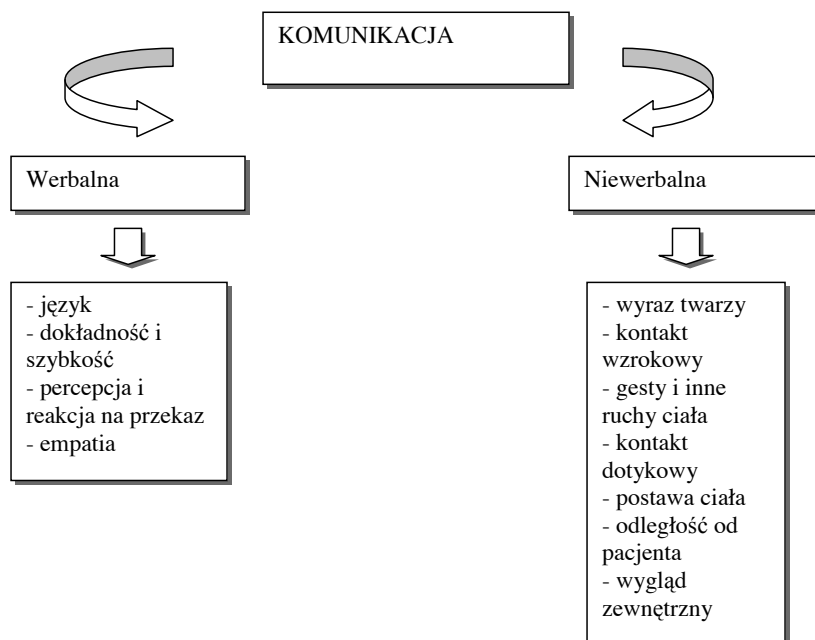 KOMUNIKACJA
Werbalna
Niewerbalna
- język
- dokładność i
szybkość
- percepcja i
reakcja na przekaz
- empatia
- wyraz twarzy
- kontakt
wzrokowy
- gesty i inne
ruchy ciała
- kontakt
dotykowy
- postawa ciała
- odległość od
pacjenta
- wygląd
zewnętrzny